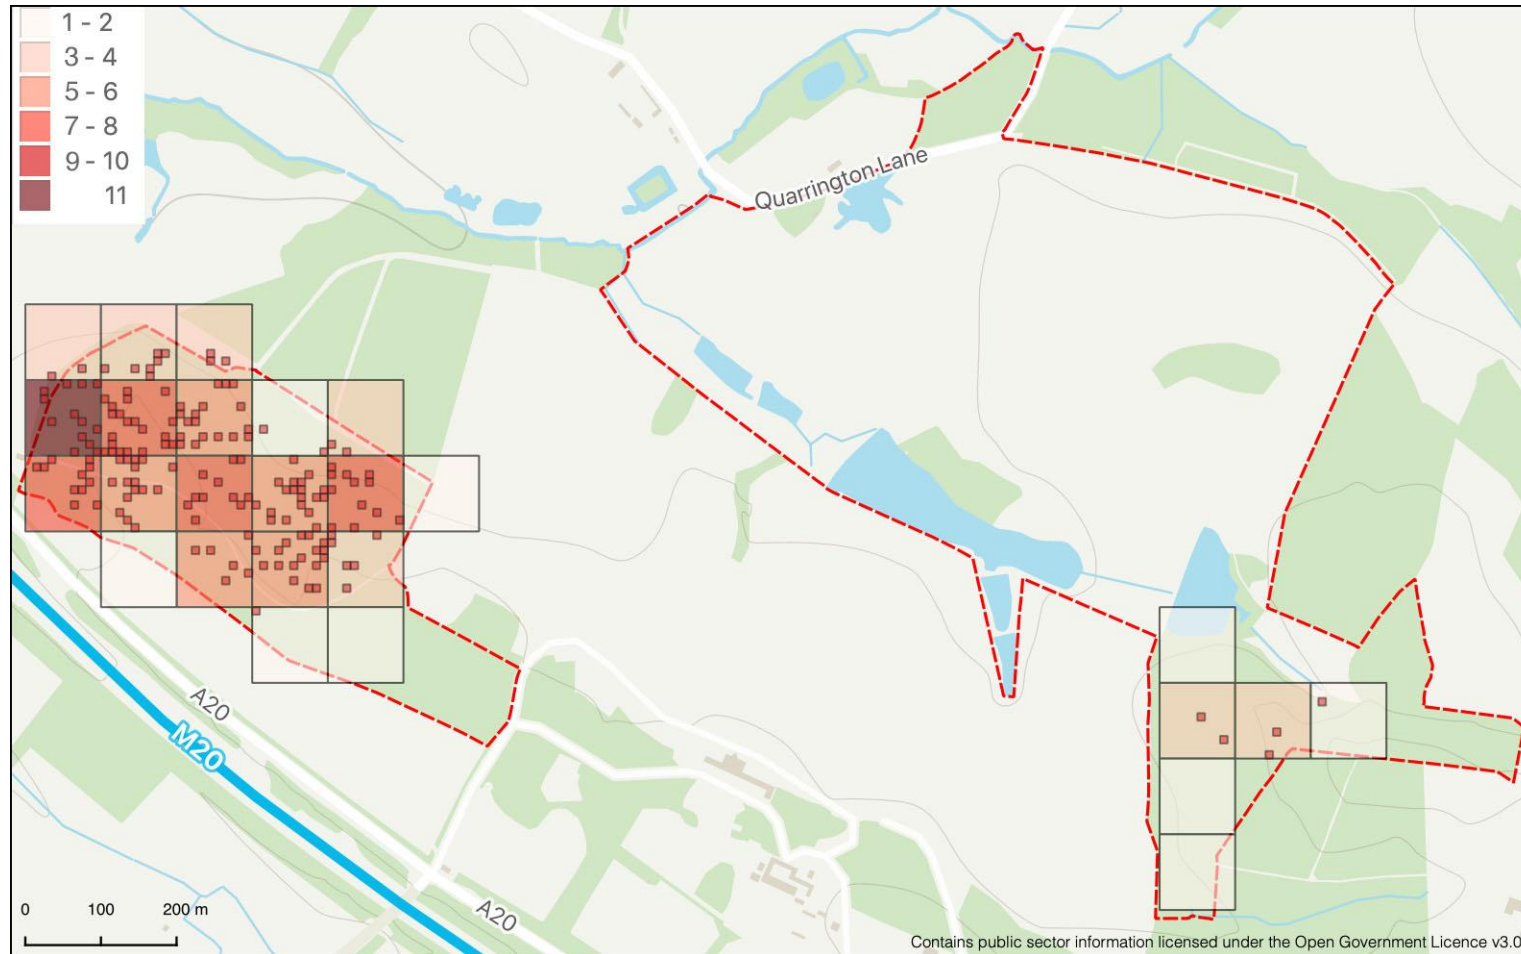 1 - 2
3 - 4
5 - 6
7 - 8
9 - 10
11
Quarrington Lane
A20
M20
A20
0 100 200 m
Contains public sector information licensed under the Open Government Licence v3.0